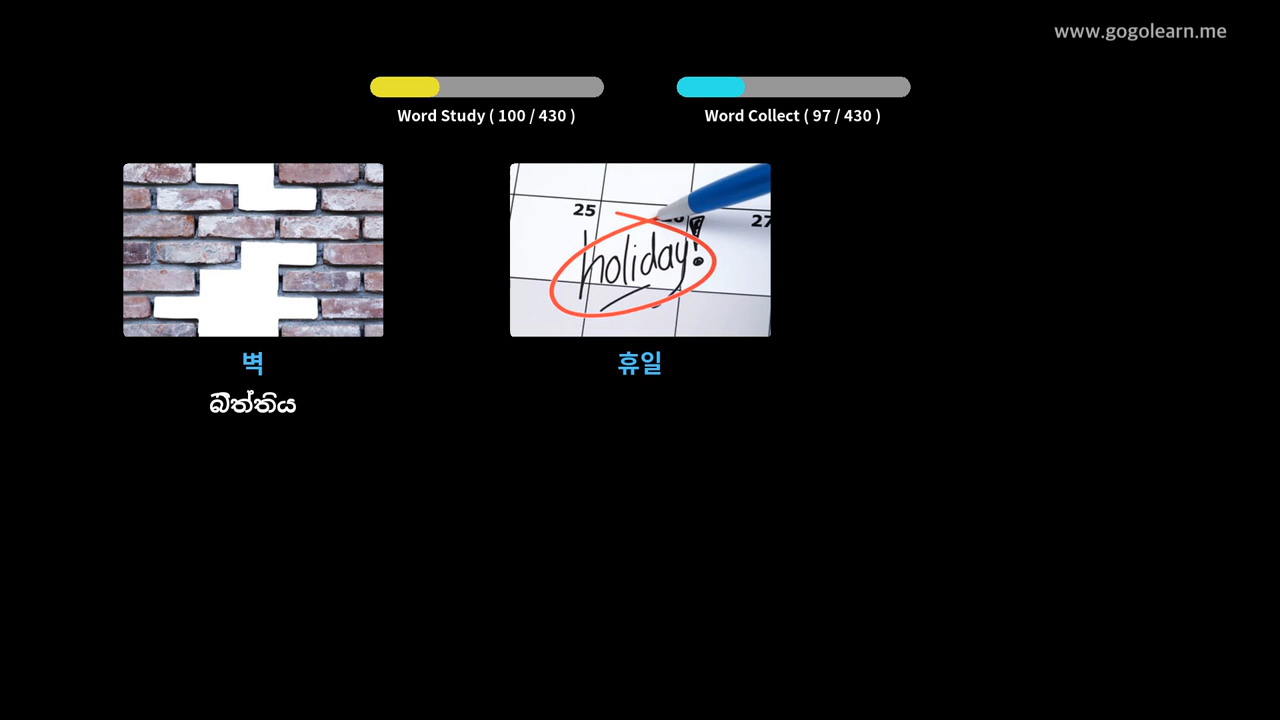 www.gogolearn.me
Word Study ( 100 / 430 )
Word Collect ( 97 / 430 )
25
27
holiday!
벽
휴일
බිත්තිය